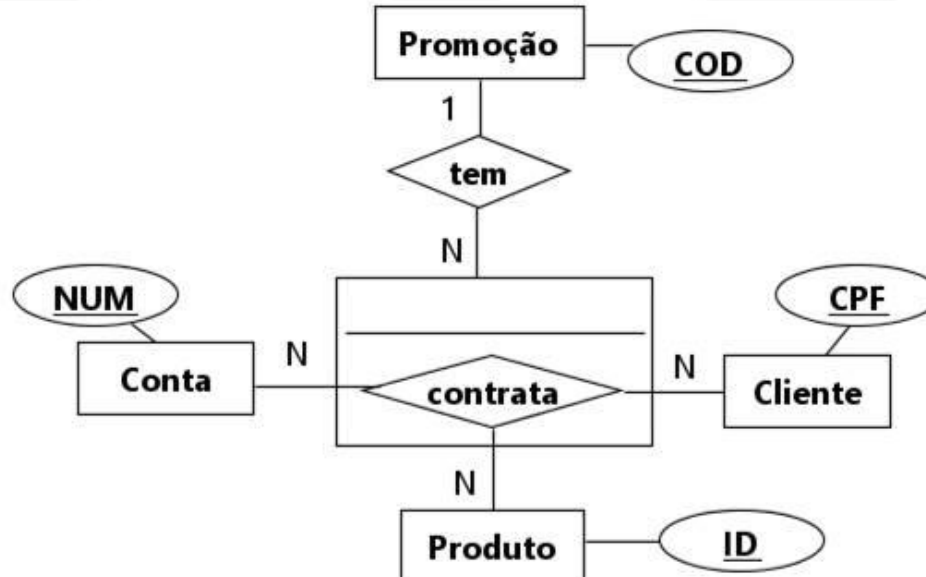 Promoção
COD
1
tem
N
NUM
CPF
N
N
Conta
contrata
Cliente
N
Produto
ID